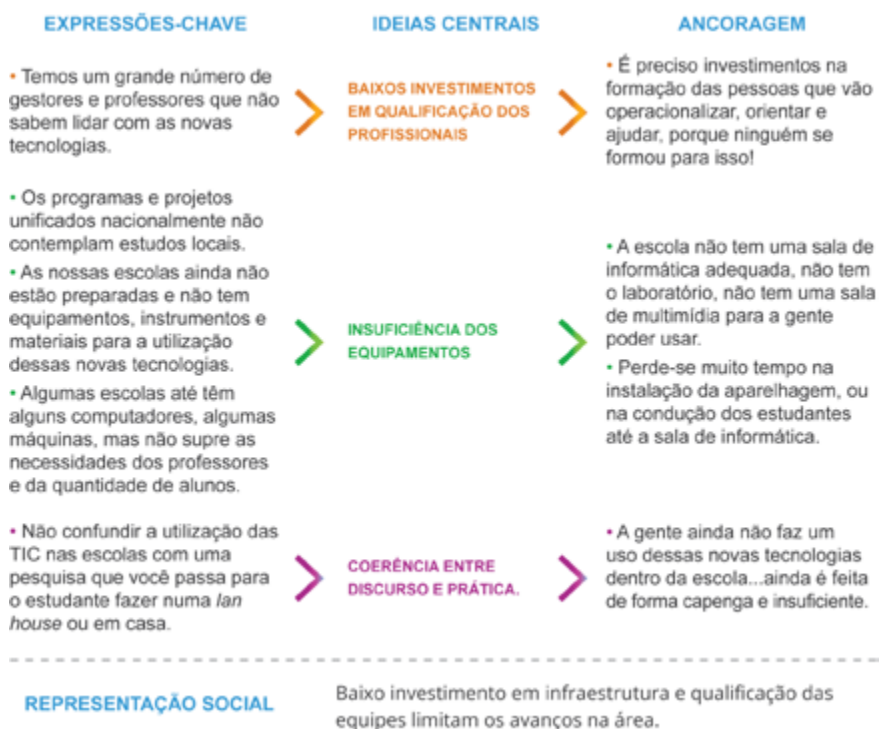 EXPRESSÕES-CHAVE
IDEIAS CENTRAIS
ANCORAGEM
• Temos um grande número de
gestores e professores que não
sabem lidar com as novas
tecnologias.
BAIXOS INVESTIMENTOS
EM QUALIFICAÇÃO DOS
PROFISSIONAIS
• É preciso investimentos na
formação das pessoas que vão
operacionalizar, orientar e
ajudar, porque ninguém se
formou para isso!
• Os programas e projetos
unificados nacionalmente não
contemplam estudos locais.
• As nossas escolas ainda não
estão preparadas e não tem
equipamentos, instrumentos e
materiais para a utilização
dessas novas tecnologias.
• Algumas escolas até têm
alguns computadores, algumas
máquinas, mas não supre as
necessidades dos professores
e da quantidade de alunos.
INSUFICIÊNCIA DOS
EQUIPAMENTOS
• A escola não tem uma sala de
informática adequada, não tem
o laboratório, não tem uma sala
de multimídia para a gente
poder usar.
• Perde-se muito tempo na
instalação da aparelhagem, ou
na condução dos estudantes
até a sala de informática.
• Não confundir a utilização das
TIC nas escolas com uma
pesquisa que você passa para
o estudante fazer numa lan
house ou em casa.
COERÊNCIA ENTRE
DISCURSO E PRÁTICA.
• A gente ainda não faz um
uso dessas novas tecnologias
dentro da escola...ainda é feita
de forma capenga e insuficiente.
REPRESENTAÇÃO SOCIAL
Baixo investimento em infraestrutura e qualificação das
equipes limitam os avanços na área.